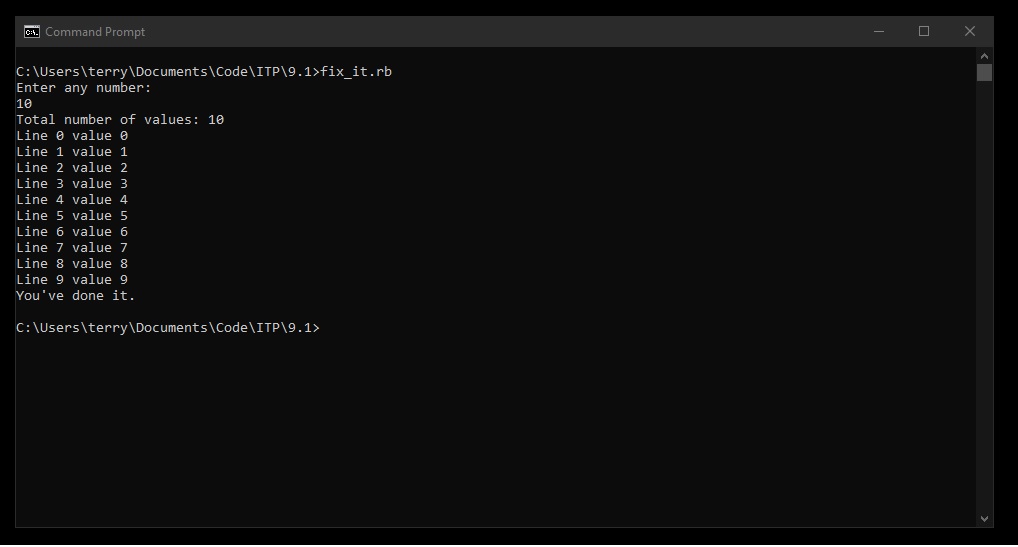 Command Prompt
C:\Users\terry\Documents\Code\ITP\9.1>fix_it.rb
Enter any number:
10
Total number of values: 10
Line 0 value 0
Line 1 value 1
Line 2 value 2
Line 3 value 3
Line 4 value 4
Line 5 value 5
Line 6 value 6
Line 7 value 7
Line 8 value 8
Line 9 value 9
You've done it.
C:\Users\terry\Documents\Code\ITP\9.1>